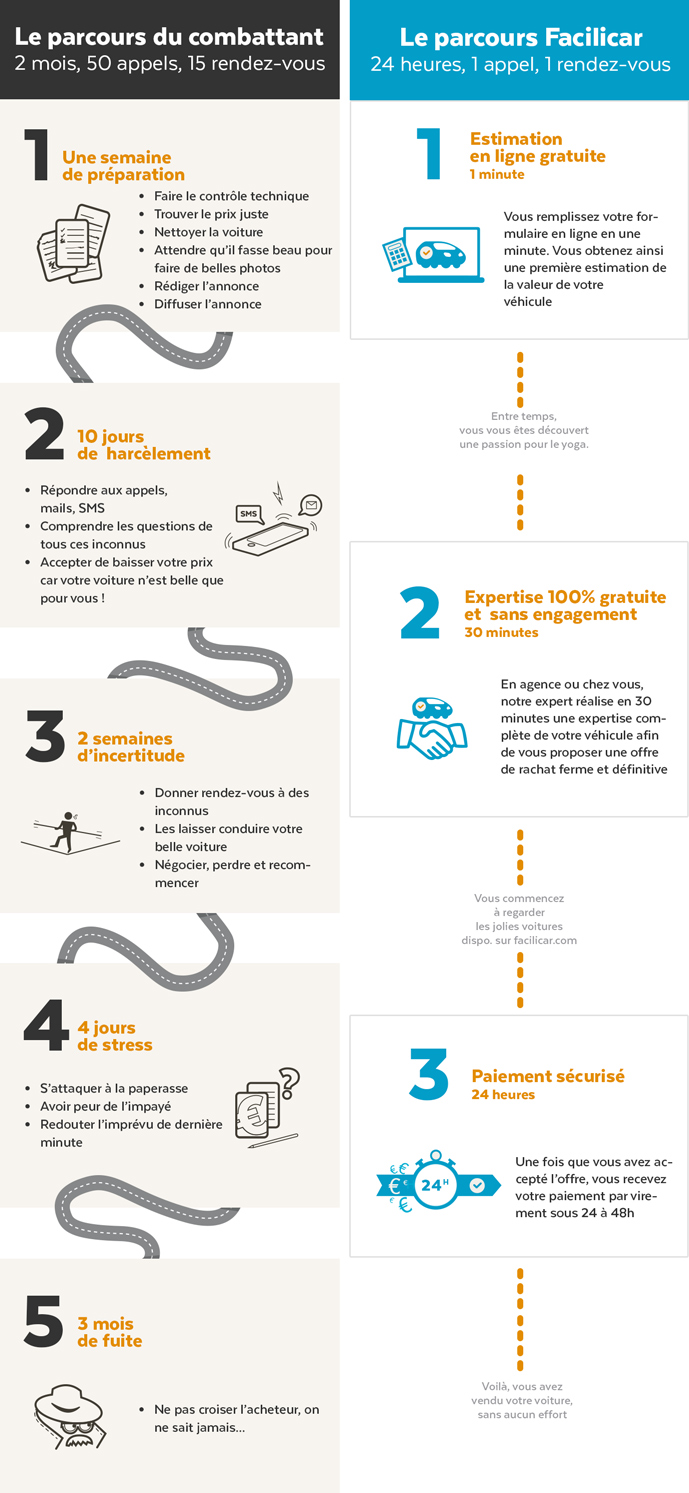 Le parcours du combattant
2 mois, 50 appels, 15 rendez-vous
1
Une semaine
de préparation
• Faire le contrôle technique
• Trouver le prix juste
• Nettoyer la voiture
• Attendre qu'il fasse beau pour
faire de belles photos
• Rédiger l'annonce
• Diffuser l'annonce
2
10 jours
de harcèlement
• Répondre aux appels,
mails, SMS
• Comprendre les questions de
tous ces inconnus
• Accepter de baisser votre prix
car votre voiture n'est belle que
pour vous !
SMS
3
2 semaines
d'incertitude
• Donner rendez-vous à des
inconnus
• Les laisser conduire votre
belle voiture
• Négocier, perdre et recom-
mencer
4
4 jours
de stress
• S'attaquer à la paperasse
• Avoir peur de l'impayé
• Redouter l'imprévu de dernière
minute
€
?
5
3 mois
de fuite
• Ne pas croiser l'acheteur, on
ne sait jamais...
Le parcours Facilicar
24 heures, 1 appel, 1 rendez-vous
1
Estimation
en ligne gratuite
1 minute
Vous remplissez votre for-
mulaire en ligne en une
minute. Vous obtenez ainsi
une première estimation de
la valeur de votre
véhicule
Entre temps,
vous vous êtes découvert
une passion pour le yoga.
2
Expertise 100% gratuite
et sans engagement
30 minutes
En agence ou chez vous,
notre expert réalise en 30
minutes une expertise com-
plète de votre véhicule afin
de vous proposer une offre
de rachat ferme et définitive
Vous commencez
à regarder
les jolies voitures
dispo. sur facilicar.com
3
Paiement sécurisé
24 heures
€€
€ €
€€
24H
Une fois que vous avez ac-
cepté l'offre, vous recevez
votre paiement par vire-
ment sous 24 à 48h
Voilà, vous avez
vendu votre voiture,
sans aucun effort